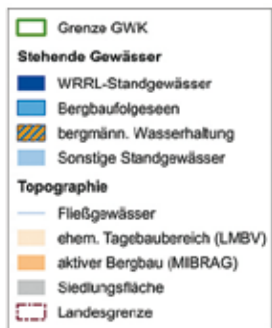 Grenze GWK
Stehende Gewässer
WRRL-Standgewässer
Bergbaufolgeseen
bergmänn. Wasserhaltung
Sonstige Standgewässer
Topographie
Fließgewässer
ehem. Tagebaubereich (LMBV)
aktiver Bergbau (MIBRAG)
Siedlungsfläche
Landesgrenze